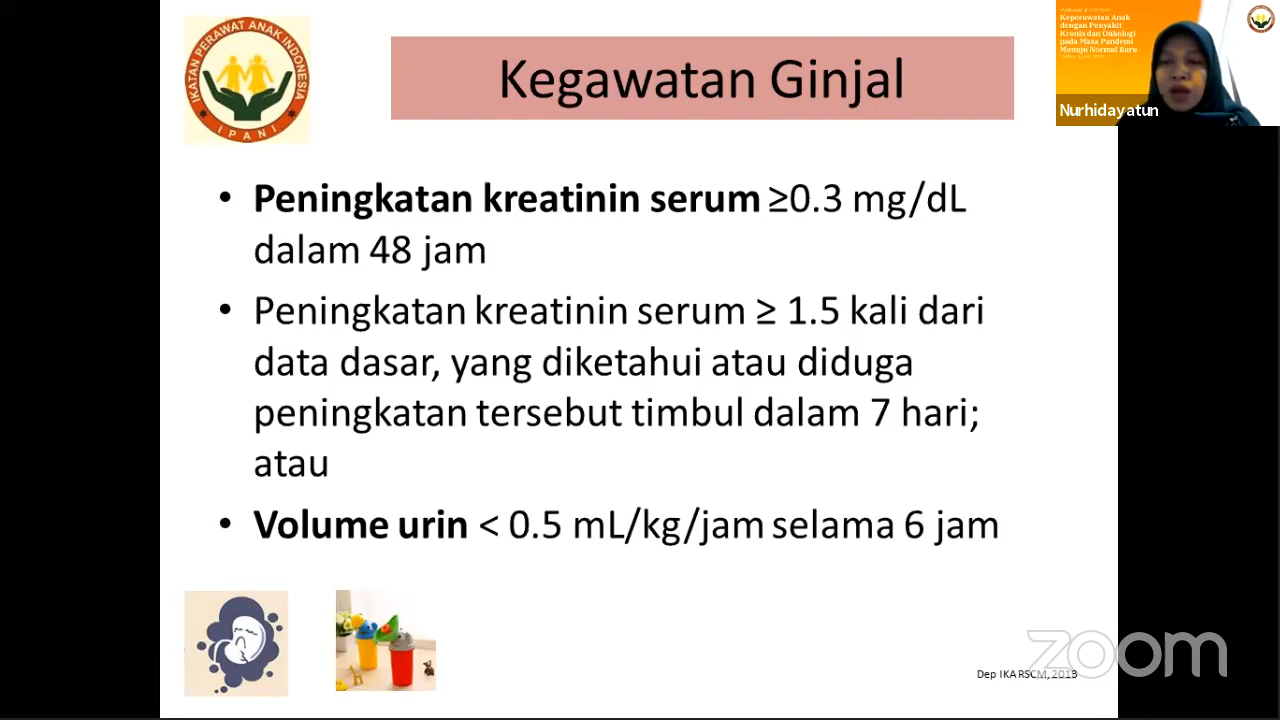 IKATAN PERAWAT ANAK INDONESIA
IPANI
Kegawatan Ginjal
Keperawatan Anak
dengan Penyakit
Kronis dan Onkologi
pada Masa Pandemi
Menuju Normal Baru
Nurhidayatun
• Peningkatan kreatinin serum ≥0.3 mg/dL
dalam 48 jam
• Peningkatan kreatinin serum ≥ 1.5 kali dari
data dasar, yang diketahui atau diduga
peningkatan tersebut timbul dalam 7 hari;
atau
• Volume urin < 0.5 mL/kg/jam selama 6 jam
zoom
Dep IKARSCM, 2013